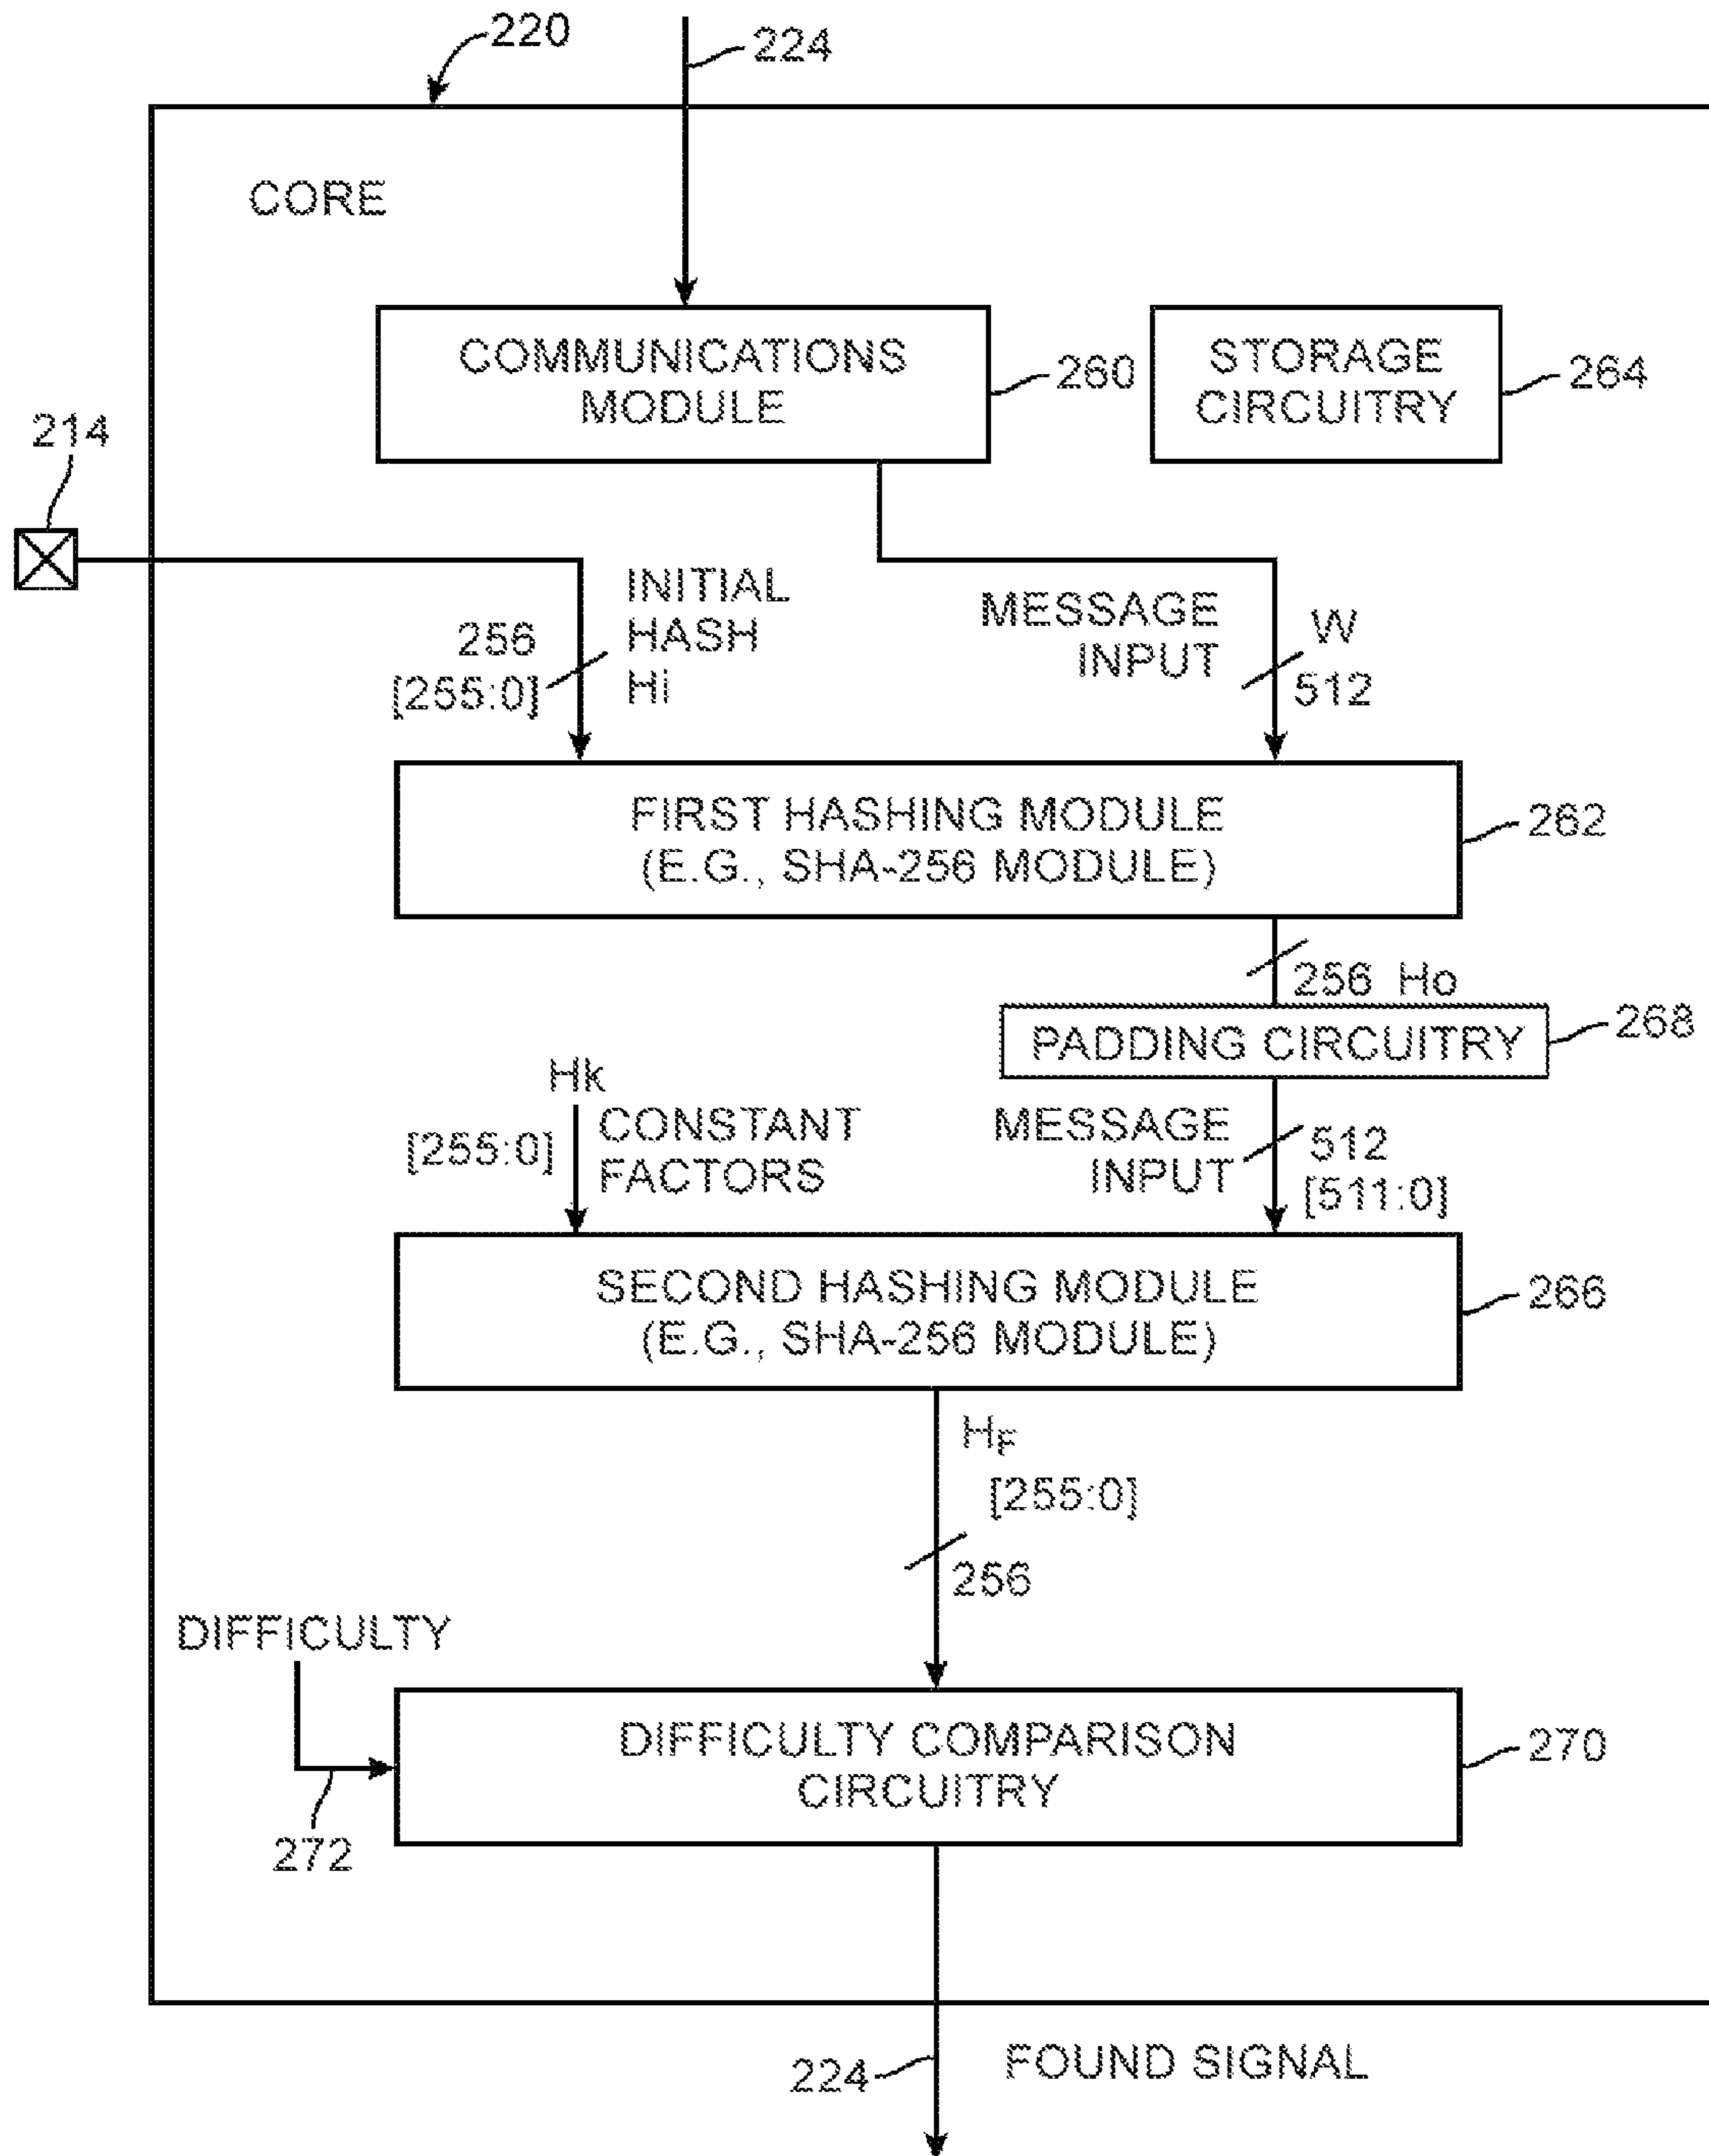 220
224
CORE
COMMUNICATIONS
MODULE
260
STORAGE
CIRCUITRY
264
214
INITIAL
HASH
Hi
256
[255:0]
MESSAGE
INPUT
W
512
FIRST HASHING MODULE
(E.G., SHA-256 MODULE)
262
256 Ho
PADDING CIRCUITRY
268
Hk
[255:0]
CONSTANT
FACTORS
MESSAGE
INPUT
512
[511:0]
SECOND HASHING MODULE
(E.G., SHA-256 MODULE)
266
HF
[255:0]
256
DIFFICULTY
272
DIFFICULTY COMPARISON
CIRCUITRY
270
224
FOUND SIGNAL